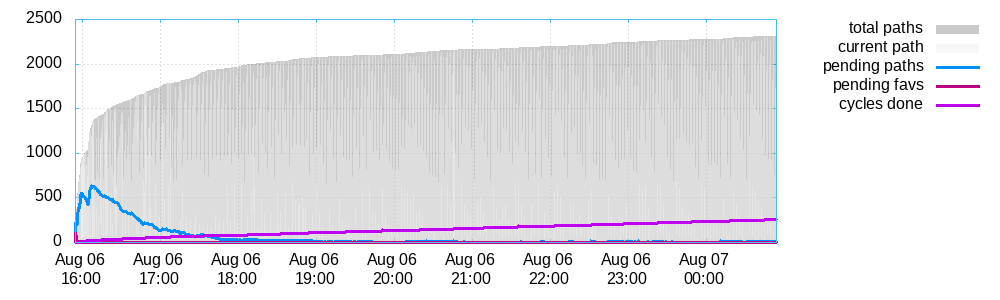 2500
2000
1500
1000
500
0
Aug 06 Aug 06 Aug 06 Aug 06 Aug 06 Aug 06 Aug 06 Aug 06 Aug 07
16:00 17:00 18:00 19:00 20:00 21:00 22:00 23:00 00:00
total paths
current path
pending paths
pending favs
cycles done